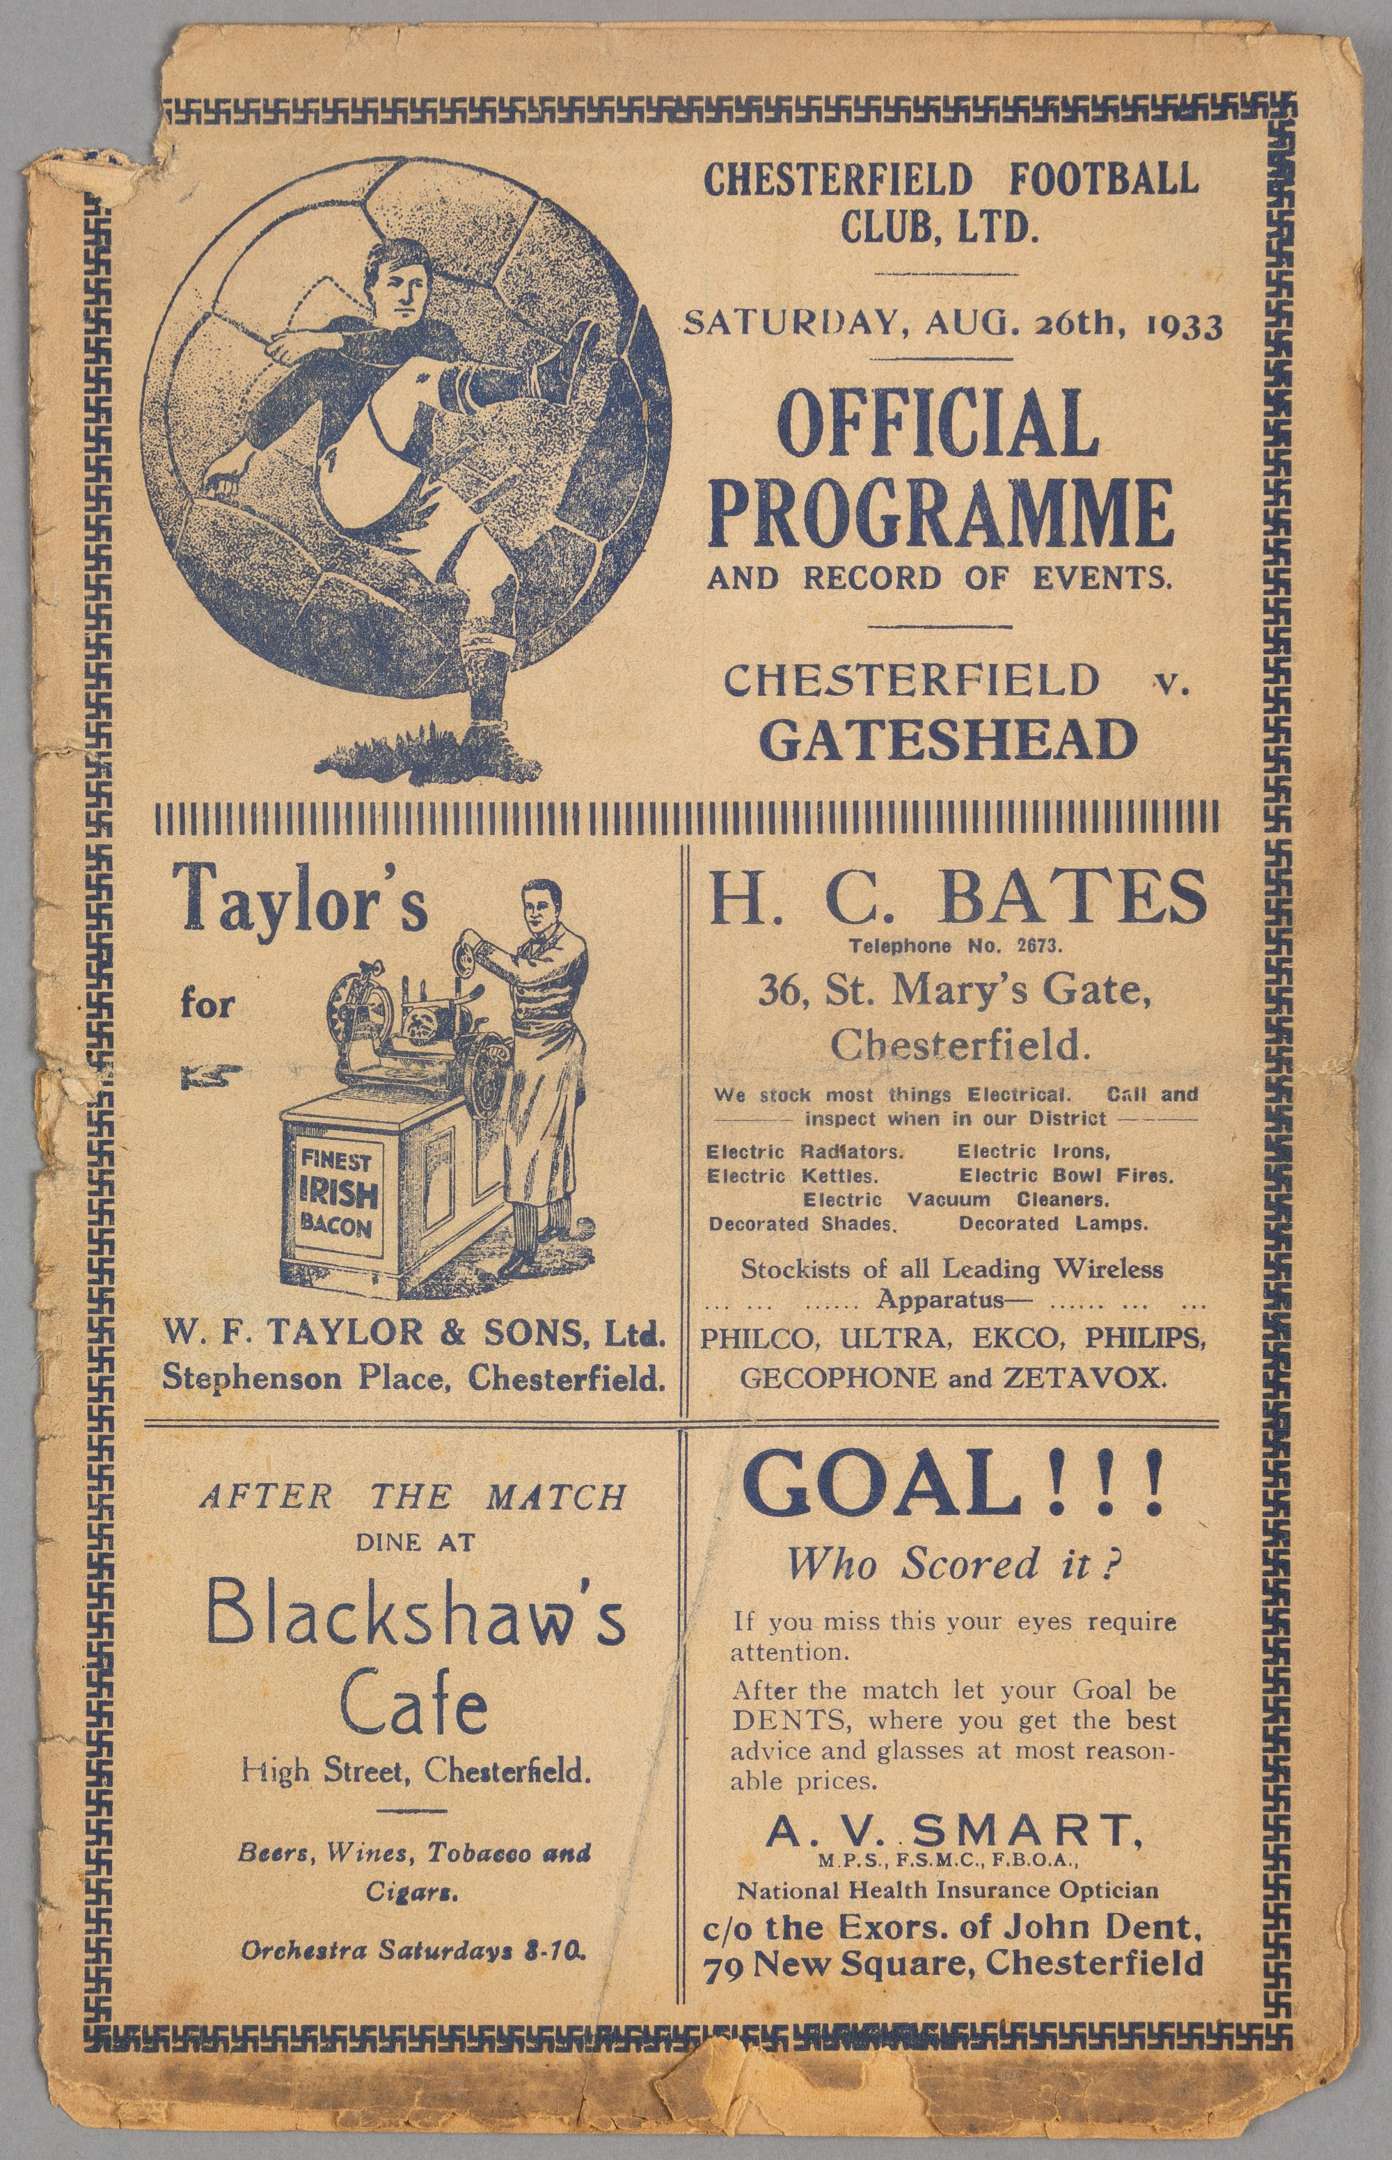 CHESTERFIELD FOOTBALL
CLUB, LTD.
SATURDAY, AUG. 26th, 1933
OFFICIAL
PROGRAMME
AND RECORD OF EVENTS.
CHESTERFIELD v.
GATESHEAD
Taylor's
for
FINEST
IRISH
BACON
W. F. TAYLOR & SONS, Ltd.
Stephenson Place, Chesterfield.
H. C. BATES
Telephone No. 2673.
36, St. Mary's Gate,
Chesterfield.
We stock most things Electrical. Call and
inspect when in our District
Electric Radiators. Electric Irons,
Electric Kettles. Electric Bowl Fires.
Electric Vacuum Cleaners.
Decorated Shades. Decorated Lamps.
Stockists of all Leading Wireless
... ... ...... Apparatus— ...... ... ...
PHILCO, ULTRA, EKCO, PHILIPS,
GECOPHONE and ZETAVOX.
AFTER THE MATCH
DINE AT
Blackshaw's
Cafe
High Street, Chesterfield.
Beers, Wines, Tobacco and
Cigars.
Orchestra Saturdays 8-10.
GOAL!!!
Who Scored it?
If you miss this your eyes require
attention.
After the match let your Goal be
DENTS, where you get the best
advice and glasses at most reason-
able prices.
A. V. SMART,
M.P.S., F.S.M.C., F.B.O.A.,
National Health Insurance Optician
c/o the Exors. of John Dent,
79 New Square, Chesterfield